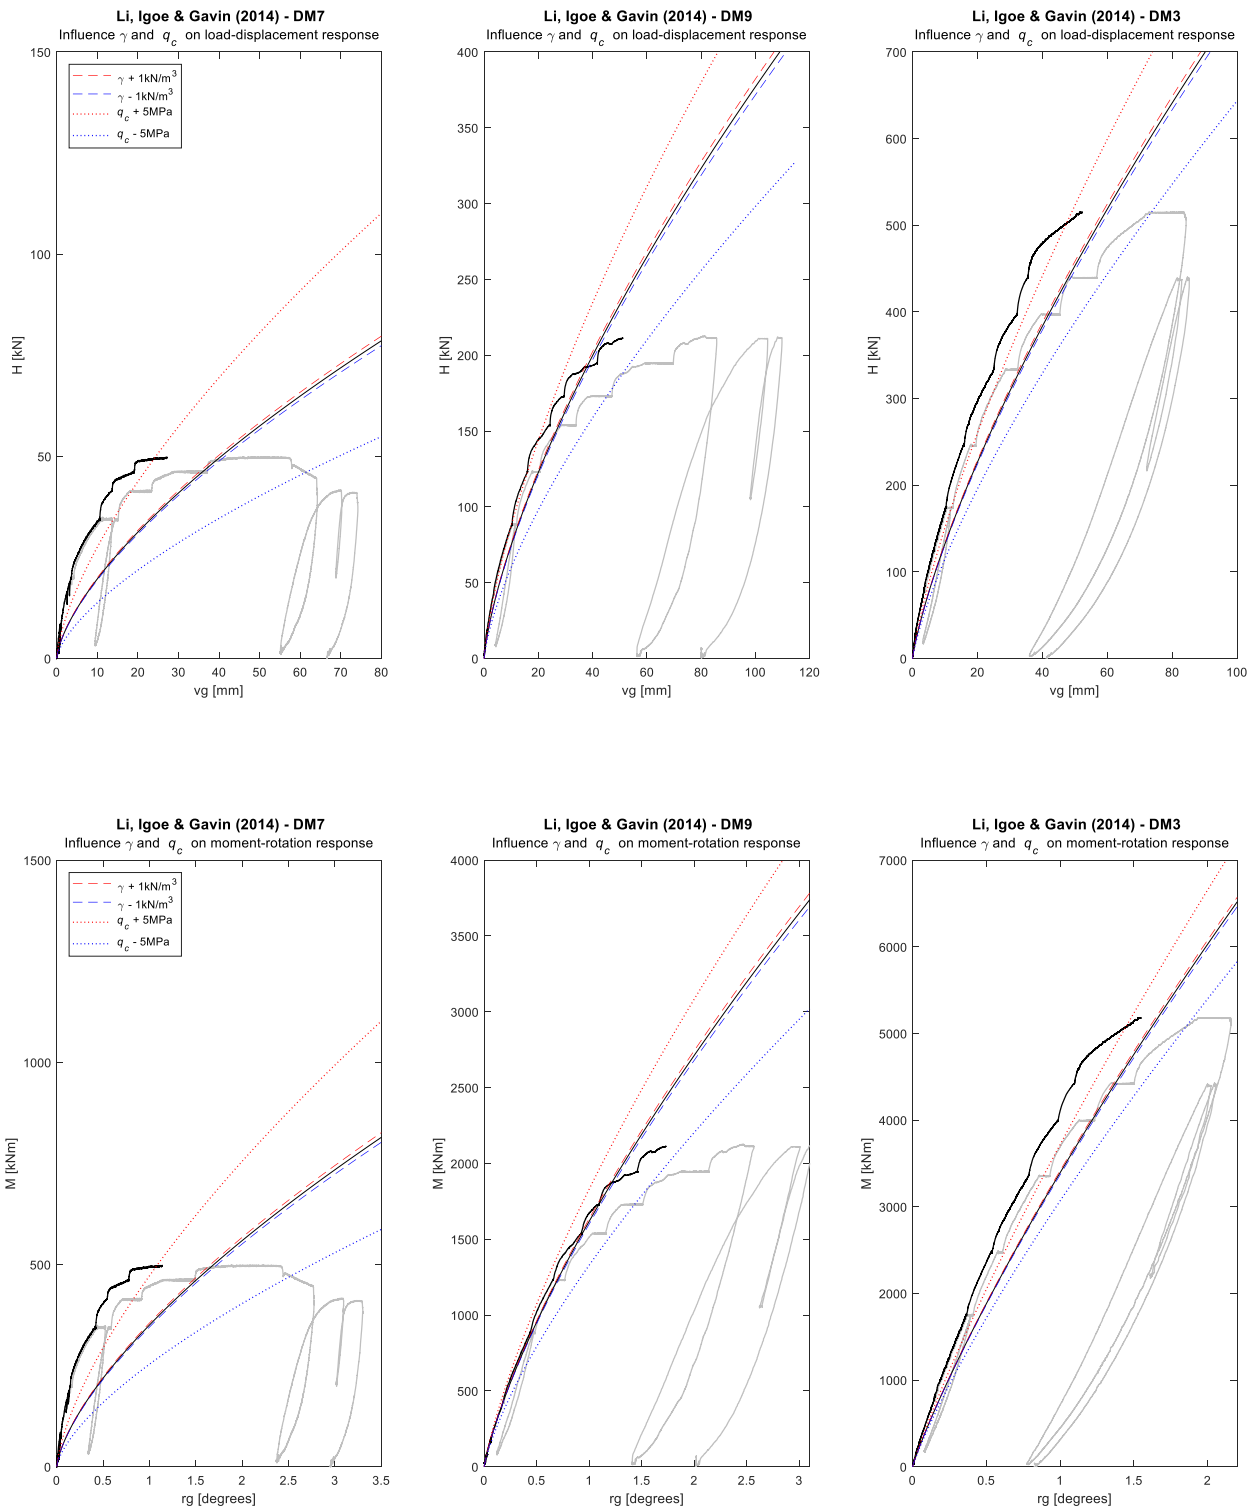 Li, Igoe & Gavin (2014) - DM7
Influence γ and q_c on load-displacement response
150
100
50
0
H [kN]
γ + 1kN/m³
γ - 1kN/m³
q_c + 5MPa
q_c - 5MPa
0 10 20 30 40 50 60 70 80
vg [mm]
Li, Igoe & Gavin (2014) - DM9
Influence γ and q_c on load-displacement response
400
350
300
250
200
150
100
50
0
H [kN]
0 20 40 60 80 100 120
vg [mm]
Li, Igoe & Gavin (2014) - DM3
Influence γ and q_c on load-displacement response
700
600
500
400
300
200
100
0
H [kN]
0 20 40 60 80 100
vg [mm]
Li, Igoe & Gavin (2014) - DM7
Influence γ and q_c on moment-rotation response
1500
1000
500
0
M [kNm]
γ + 1kN/m³
γ - 1kN/m³
q_c + 5MPa
q_c - 5MPa
0 0.5 1 1.5 2 2.5 3 3.5
rg [degrees]
Li, Igoe & Gavin (2014) - DM9
Influence γ and q_c on moment-rotation response
4000
3500
3000
2500
2000
1500
1000
500
0
M [kNm]
0 0.5 1 1.5 2 2.5 3
rg [degrees]
Li, Igoe & Gavin (2014) - DM3
Influence γ and q_c on moment-rotation response
7000
6000
5000
4000
3000
2000
1000
0
M [kNm]
0 0.5 1 1.5 2
rg [degrees]